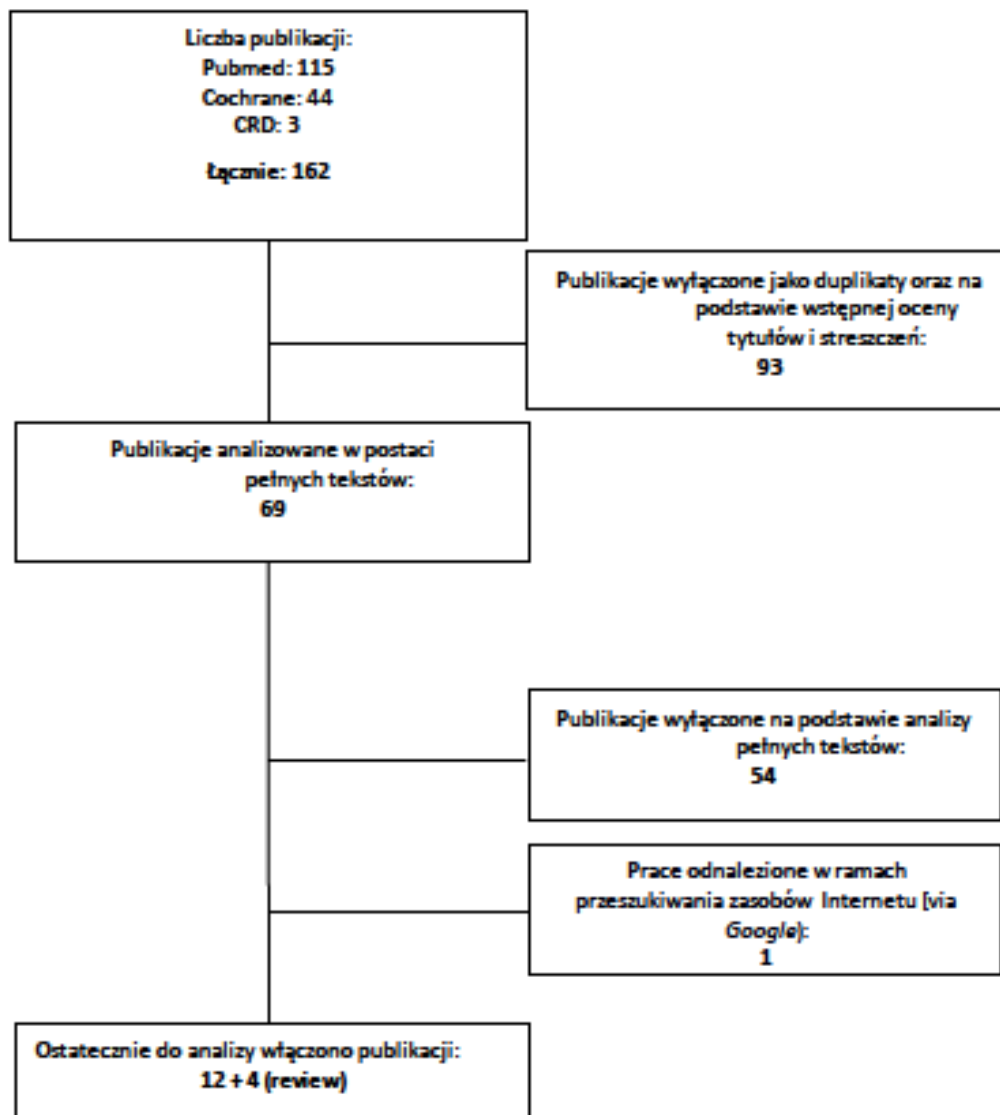 Liczba publikacji:
Pubmed: 115
Cochrane: 44
CRD: 3
Łącznie: 162
Publikacje wyłączone jako duplikaty oraz na
podstawie wstępnej oceny
tytułów i streszczeń:
93
Publikacje analizowane w postaci
pełnych tekstów:
69
Publikacje wyłączone na podstawie analizy
pełnych tekstów:
54
Prace odnalezione w ramach
przeszukiwania zasobów Internetu [via
Google):
1
Ostatecznie do analizy włączono publikacji:
12 + 4 (review)